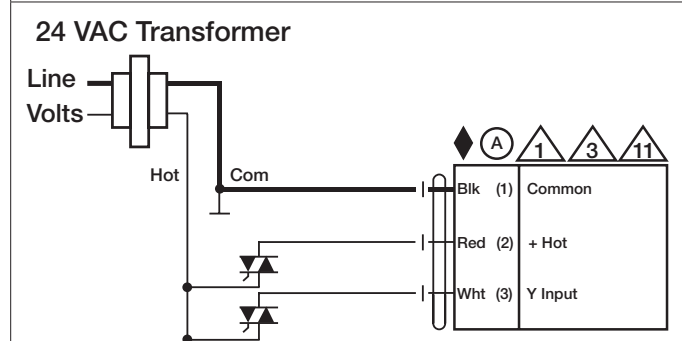 24 VAC Transformer
Line
Volts
Hot
Com
A
1
3
11
Blk (1) Common
Red (2) + Hot
Wht (3) Y Input